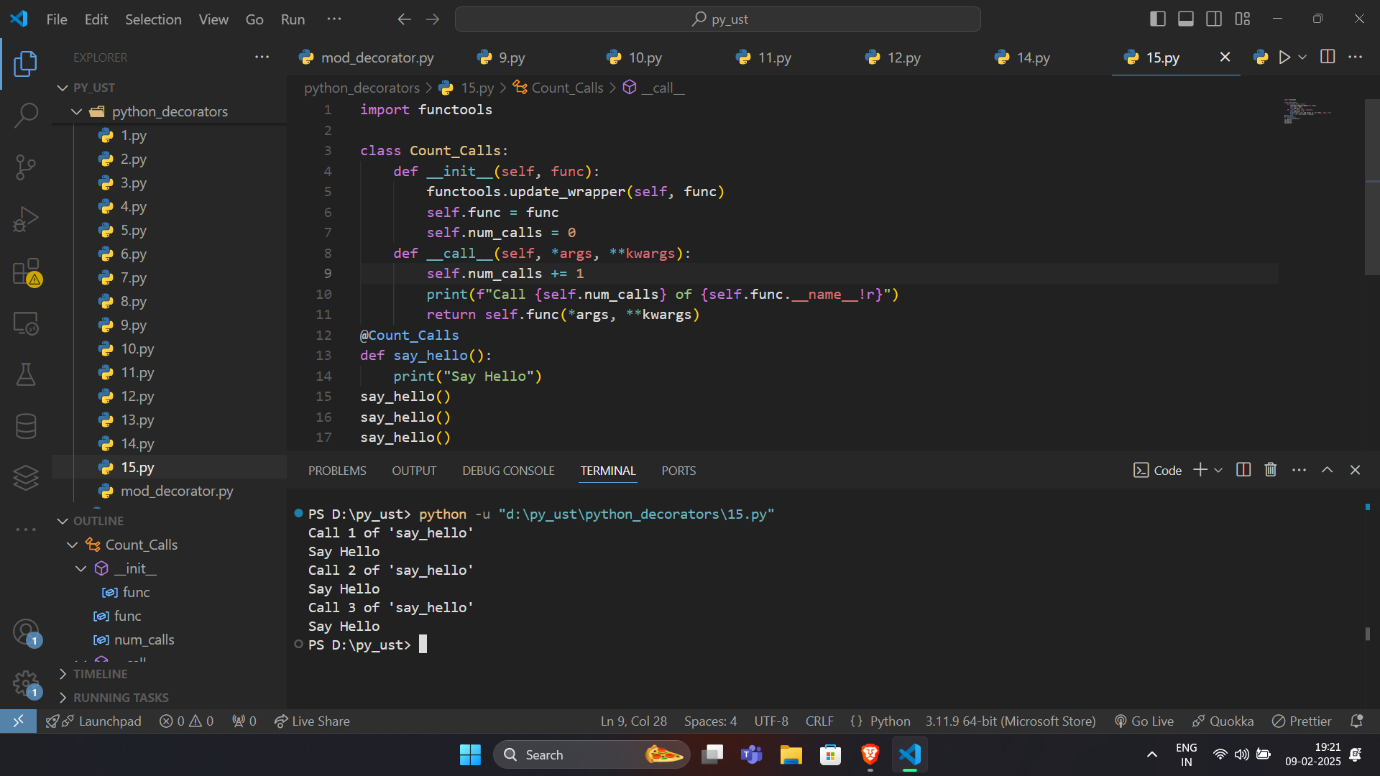 File Edit Selection View Go Run ... py_ust
EXPLORER ...
mod_decorator.py 9.py 10.py 11.py 12.py 14.py 15.py
PY_UST
python_decorators
1.py
2.py
3.py
4.py
5.py
6.py
7.py
8.py
9.py
10.py
11.py
12.py
13.py
14.py
15.py
mod_decorator.py
OUTLINE
Count_Calls
__init__
func
func
num_calls
TIMELINE
RUNNING TASKS
python_decorators > 15.py > Count_Calls > __call__
1 import functools
2
3 class Count_Calls:
4 def __init__(self, func):
5 functools.update_wrapper(self, func)
6 self.func = func
7 self.num_calls = 0
8 def __call__(self, *args, **kwargs):
9 self.num_calls += 1
10 print(f"Call {self.num_calls} of {self.func.__name__!r}")
11 return self.func(*args, **kwargs)
12 @Count_Calls
13 def say_hello():
14 print("Say Hello")
15 say_hello()
16 say_hello()
17 say_hello()
PROBLEMS OUTPUT DEBUG CONSOLE TERMINAL PORTS Code
PS D:\py_ust> python -u "d:\py_ust\python_decorators\15.py"
Call 1 of 'say_hello'
Say Hello
Call 2 of 'say_hello'
Say Hello
Call 3 of 'say_hello'
Say Hello
PS D:\py_ust>
1
1
Launchpad 0 0 0 Live Share Ln 9, Col 28 Spaces: 4 UTF-8 CRLF {} Python 3.11.9 64-bit (Microsoft Store) Go Live Quokka Prettier
Search
ENG
IN
19:21
09-02-2025